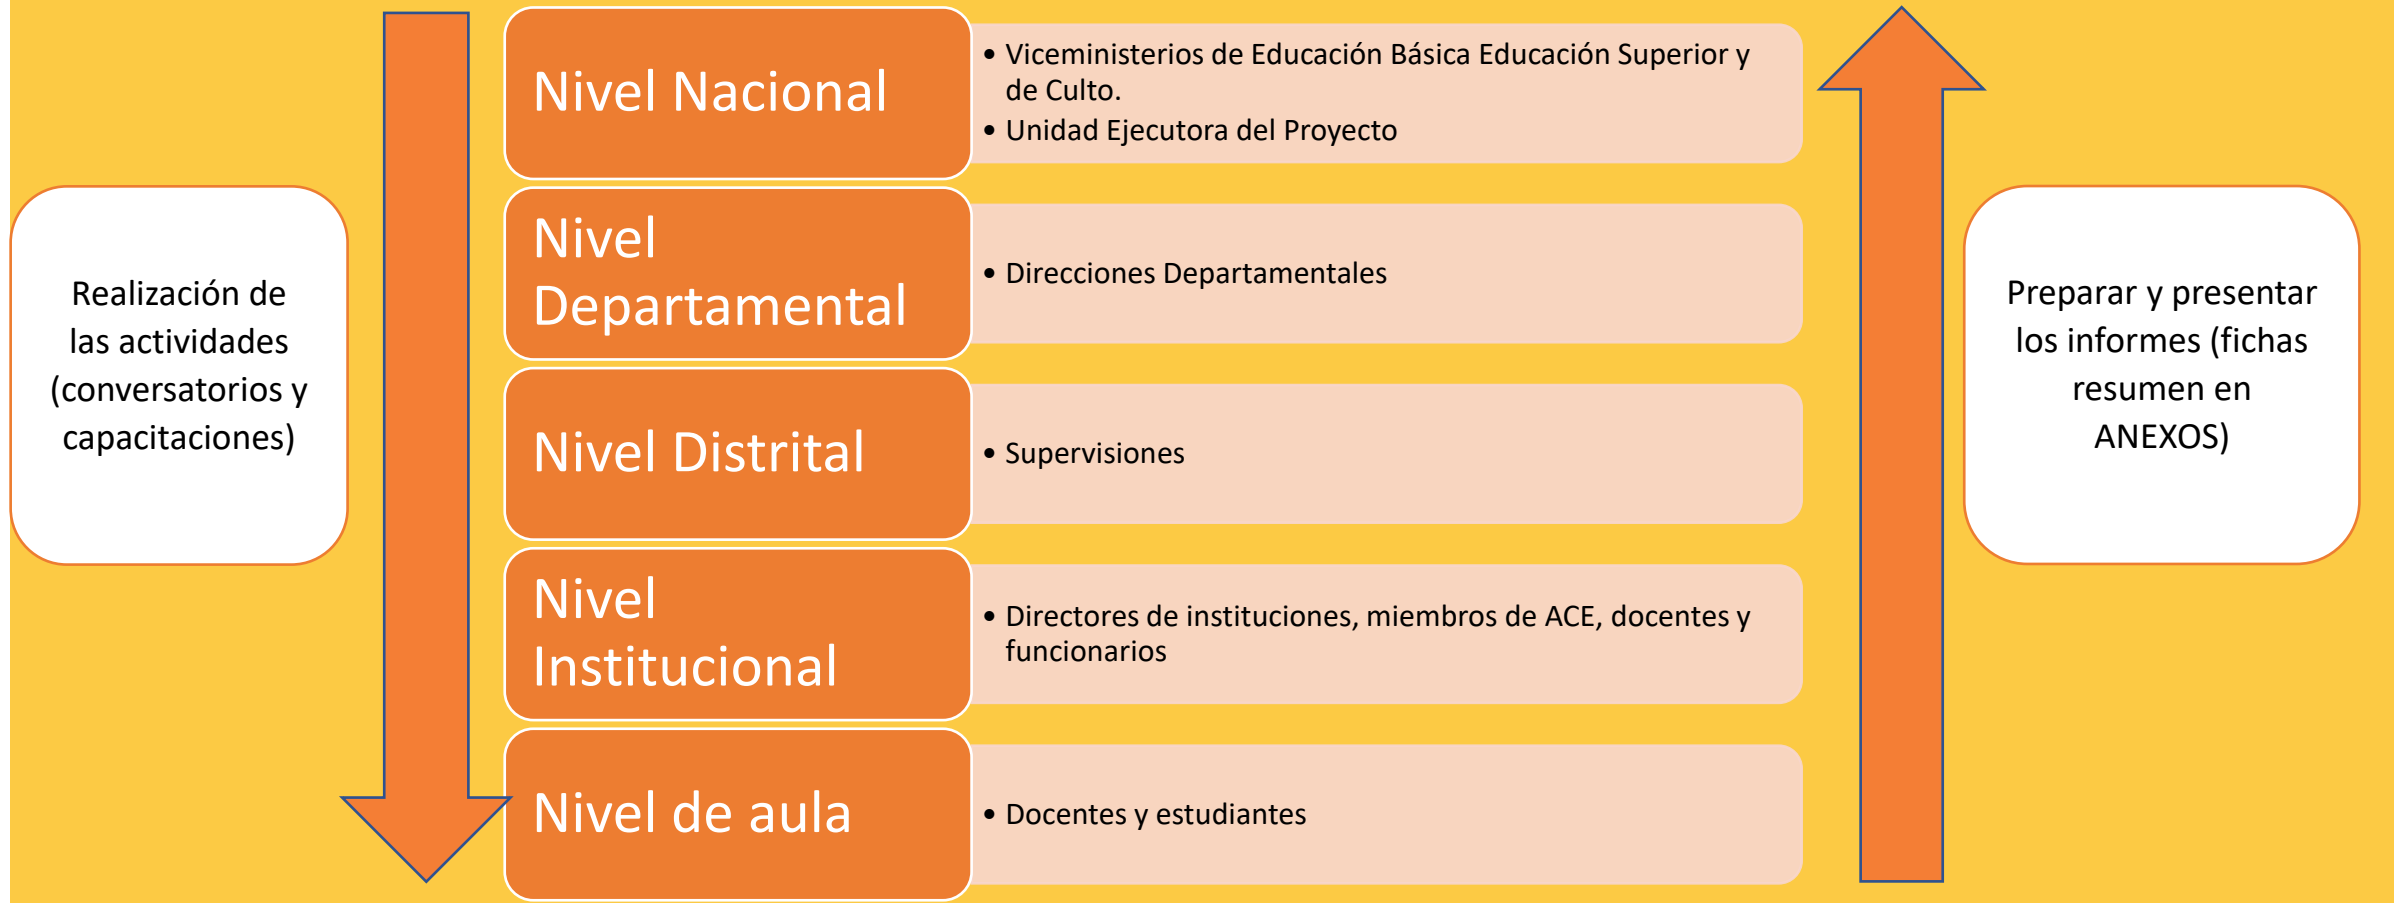 Realización de
las actividades
(conversatorios y
capacitaciones)
Nivel Nacional
• Viceministerios de Educación Básica Educación Superior y
de Culto.
• Unidad Ejecutora del Proyecto
Nivel
Departamental
• Direcciones Departamentales
Nivel Distrital
• Supervisiones
Nivel
Institucional
• Directores de instituciones, miembros de ACE, docentes y
funcionarios
Nivel de aula
• Docentes y estudiantes
Preparar y presentar
los informes (fichas
resumen en
ANEXOS)